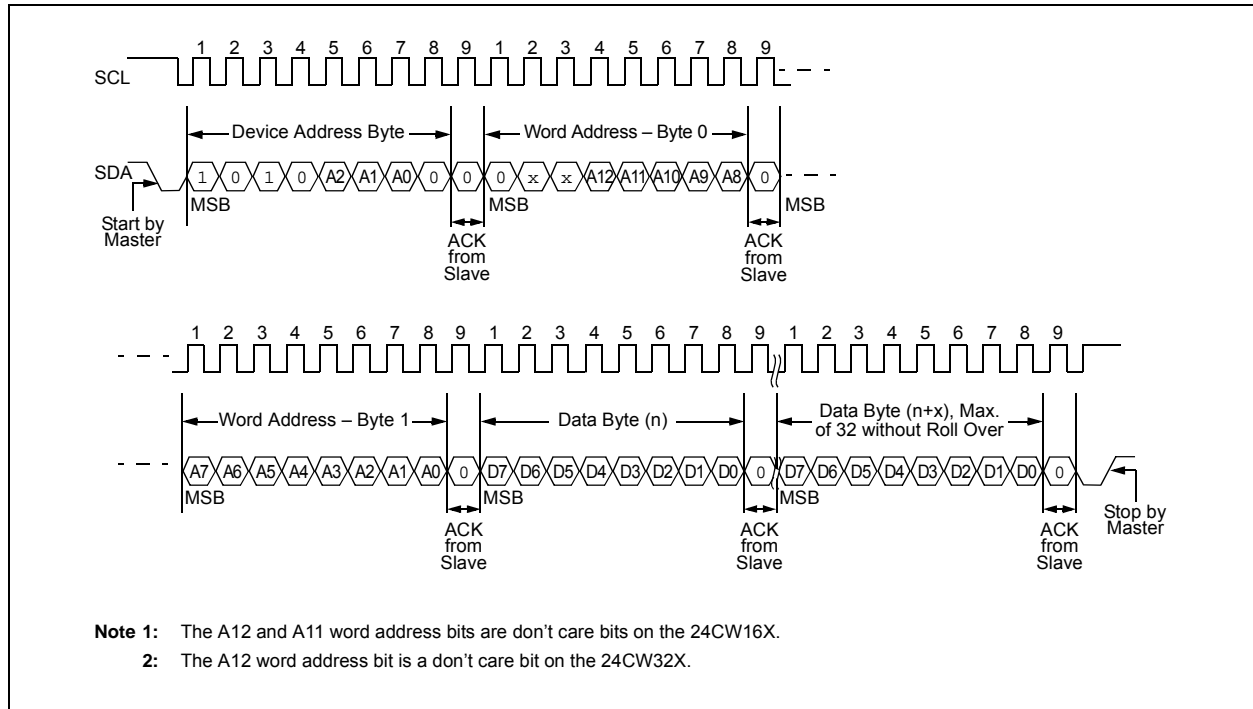 1 2 3 4 5 6 7 8 9 1 2 3 4 5 6 7 8 9
SCL
Device Address Byte Word Address – Byte 0
SDA 1 0 1 0 A2 A1 A0 0 0 0 x x A12 A11 A10 A9 A8 0
MSB MSB MSB
Start by
Master
ACK
from
Slave
ACK
from
Slave
1 2 3 4 5 6 7 8 9 1 2 3 4 5 6 7 8 9 1 2 3 4 5 6 7 8 9
Word Address – Byte 1 Data Byte (n) Data Byte (n+x), Max.
of 32 without Roll Over
A7 A6 A5 A4 A3 A2 A1 A0 0 D7 D6 D5 D4 D3 D2 D1 D0 0 D7 D6 D5 D4 D3 D2 D1 D0 0
MSB MSB MSB
ACK
from
Slave
ACK
from
Slave
ACK
from
Slave
Stop by
Master
Note 1: The A12 and A11 word address bits are don't care bits on the 24CW16X.
2: The A12 word address bit is a don't care bit on the 24CW32X.